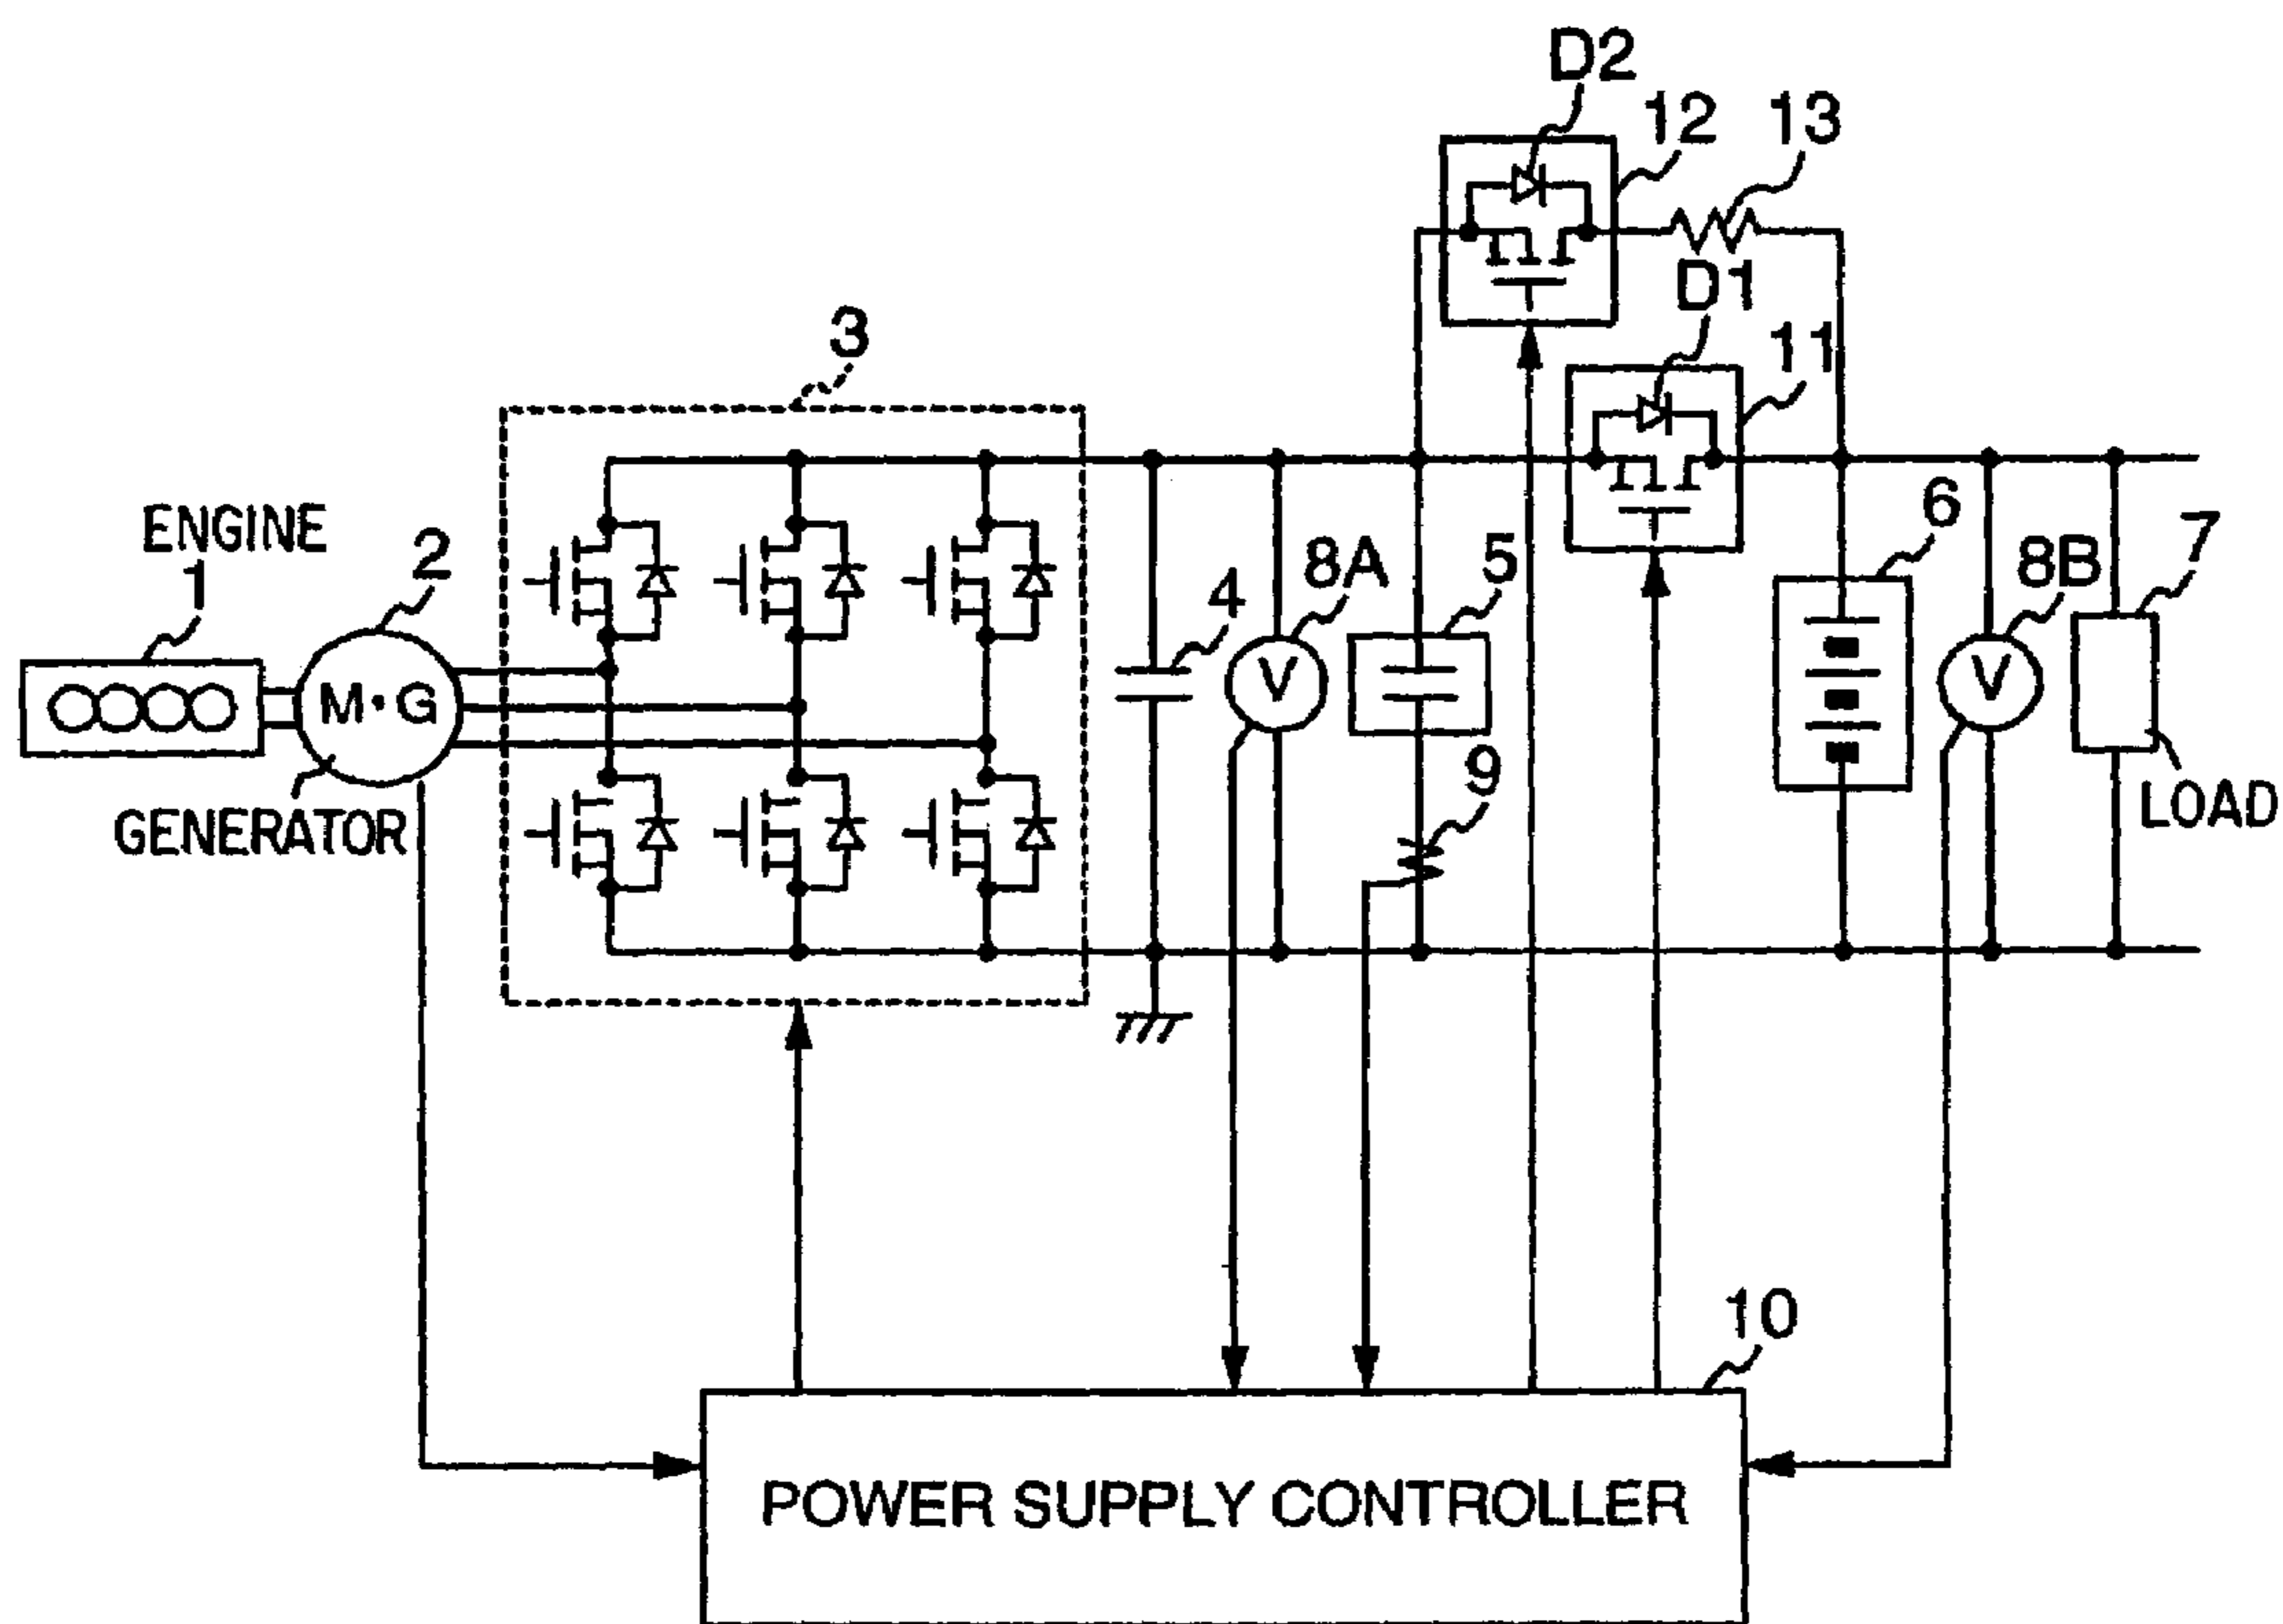 D2
12
13
D1
11
3
ENGINE
1
2
M·G
GENERATOR
4
8A
V
5
9
6
8B
V
7
LOAD
10
POWER SUPPLY CONTROLLER